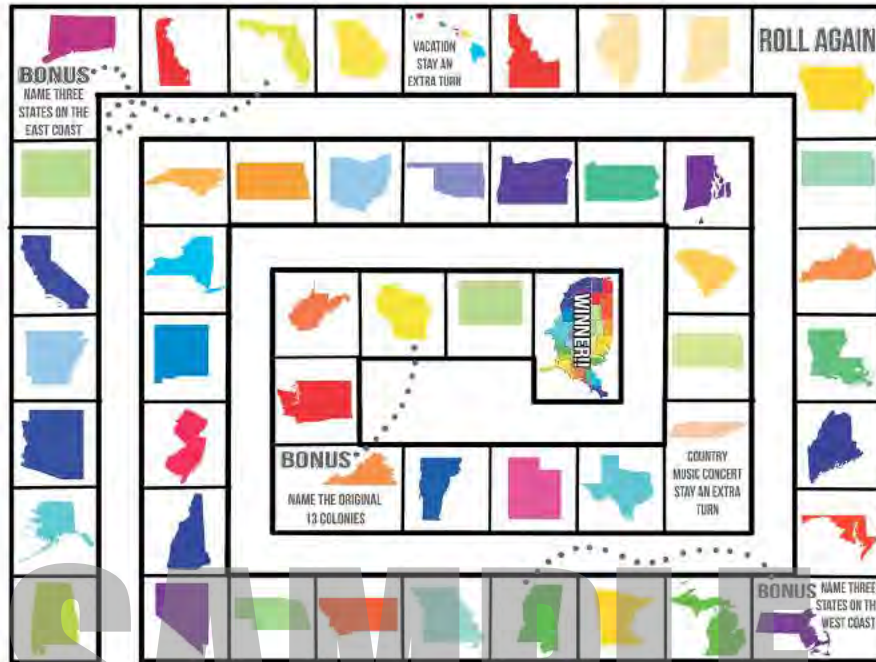 BONUS
NAME THREE
STATES ON THE
EAST COAST
VACATION
STAY AN
EXTRA TURN
ROLL AGAIN
WINNER!!
BONUS
NAME THE ORIGINAL
13 COLONIES
COUNTRY
MUSIC CONCERT
STAY AN EXTRA
TURN
BONUS NAME THREE
STATES ON THE
WEST COAST
SAMPLE